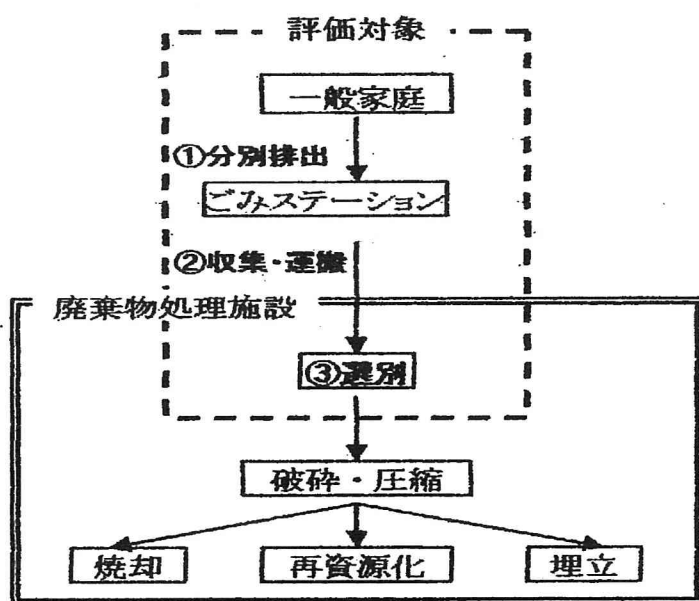 評価対象
一般家庭
①分別排出
ごみステーション
②収集・運搬
廃棄物処理施設
③選別
破砕・圧縮
焼却
再資源化
埋立